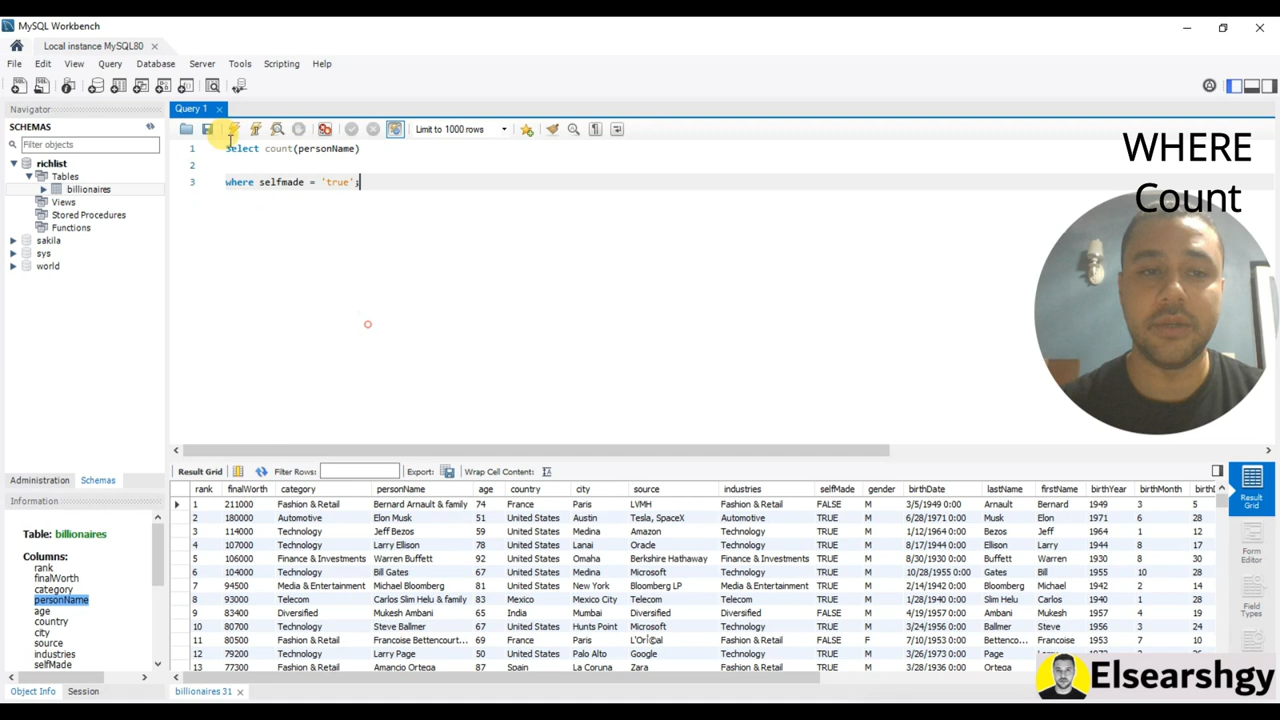 MySQL Workbench
Local instance MySQL80
File Edit View Query Database Server Tools Scripting Help
Navigator
SCHEMAS
Filter objects
richlist
Tables
billionaires
Views
Stored Procedures
Functions
sakila
sys
world
Administration Schemas
Information
Table: billionaires
Columns:
rank
finalWorth
category
personName
age
country
city
source
industries
selfMade
Object Info Session
Query 1
Limit to 1000 rows
1 select count(personName)
2
3 where selfmade = 'true';
WHERE
Count
Result Grid Filter Rows: Export: Wrap Cell Content:
rank finalWorth category personName age country city source industries selfMade gender birthDate lastName firstName birthYear birthMonth
1 211000 Fashion & Retail Bernard Arnault & family 74 France Paris LVMH Fashion & Retail FALSE M 3/5/1949 0:00 Arnault Bernard 1949 3 5
2 180000 Automotive Elon Musk 51 United States Austin Tesla, SpaceX Automotive TRUE M 6/28/1971 0:00 Musk Elon 1971 6 28
3 114000 Technology Jeff Bezos 59 United States Medina Amazon Technology TRUE M 1/12/1964 0:00 Bezos Jeff 1964 1 12
4 107000 Technology Larry Ellison 78 United States Lanai Oracle Technology TRUE M 8/17/1944 0:00 Ellison Larry 1944 8 17
5 106000 Finance & Investments Warren Buffett 92 United States Omaha Berkshire Hathaway Finance & Investments TRUE M 8/30/1930 0:00 Buffett Warren 1930 8 30
6 104000 Technology Bill Gates 67 United States Medina Microsoft Technology TRUE M 10/28/1955 0:00 Gates Bill 1955 10 28
7 94500 Media & Entertainment Michael Bloomberg 81 United States New York Bloomberg LP Media & Entertainment TRUE M 2/14/1942 0:00 Bloomberg Michael 1942 2 14
8 93000 Telecom Carlos Slim Helu & family 83 Mexico Mexico City Telecom Telecom TRUE M 1/28/1940 0:00 Slim Helu Carlos 1940 1 28
9 83400 Diversified Mukesh Ambani 65 India Mumbai Diversified Diversified FALSE M 4/19/1957 0:00 Ambani Mukesh 1957 4 19
10 80700 Technology Steve Ballmer 67 United States Hunts Point Microsoft Technology TRUE M 3/24/1956 0:00 Ballmer Steve 1956 3 24
11 80500 Fashion & Retail Francoise Bettencourt... 69 France Paris Fashion & Retail FALSE F 7/10/1953 0:00 Bettenco... Francoise 1953 7 10
12 79200 Technology Larry Page 50 United States Palo Alto Google Technology TRUE M 3/26/1973 0:00 Page Larry 1973 3 26
13 77300 Fashion & Retail Amancio Ortega 87 Spain La Coruna Zara Fashion & Retail TRUE M 3/28/1936 0:00 Ortega Amancio 1936 3 28
Result
Grid
Form
Editor
Field
Types
billionaires 31
Elsearshgy